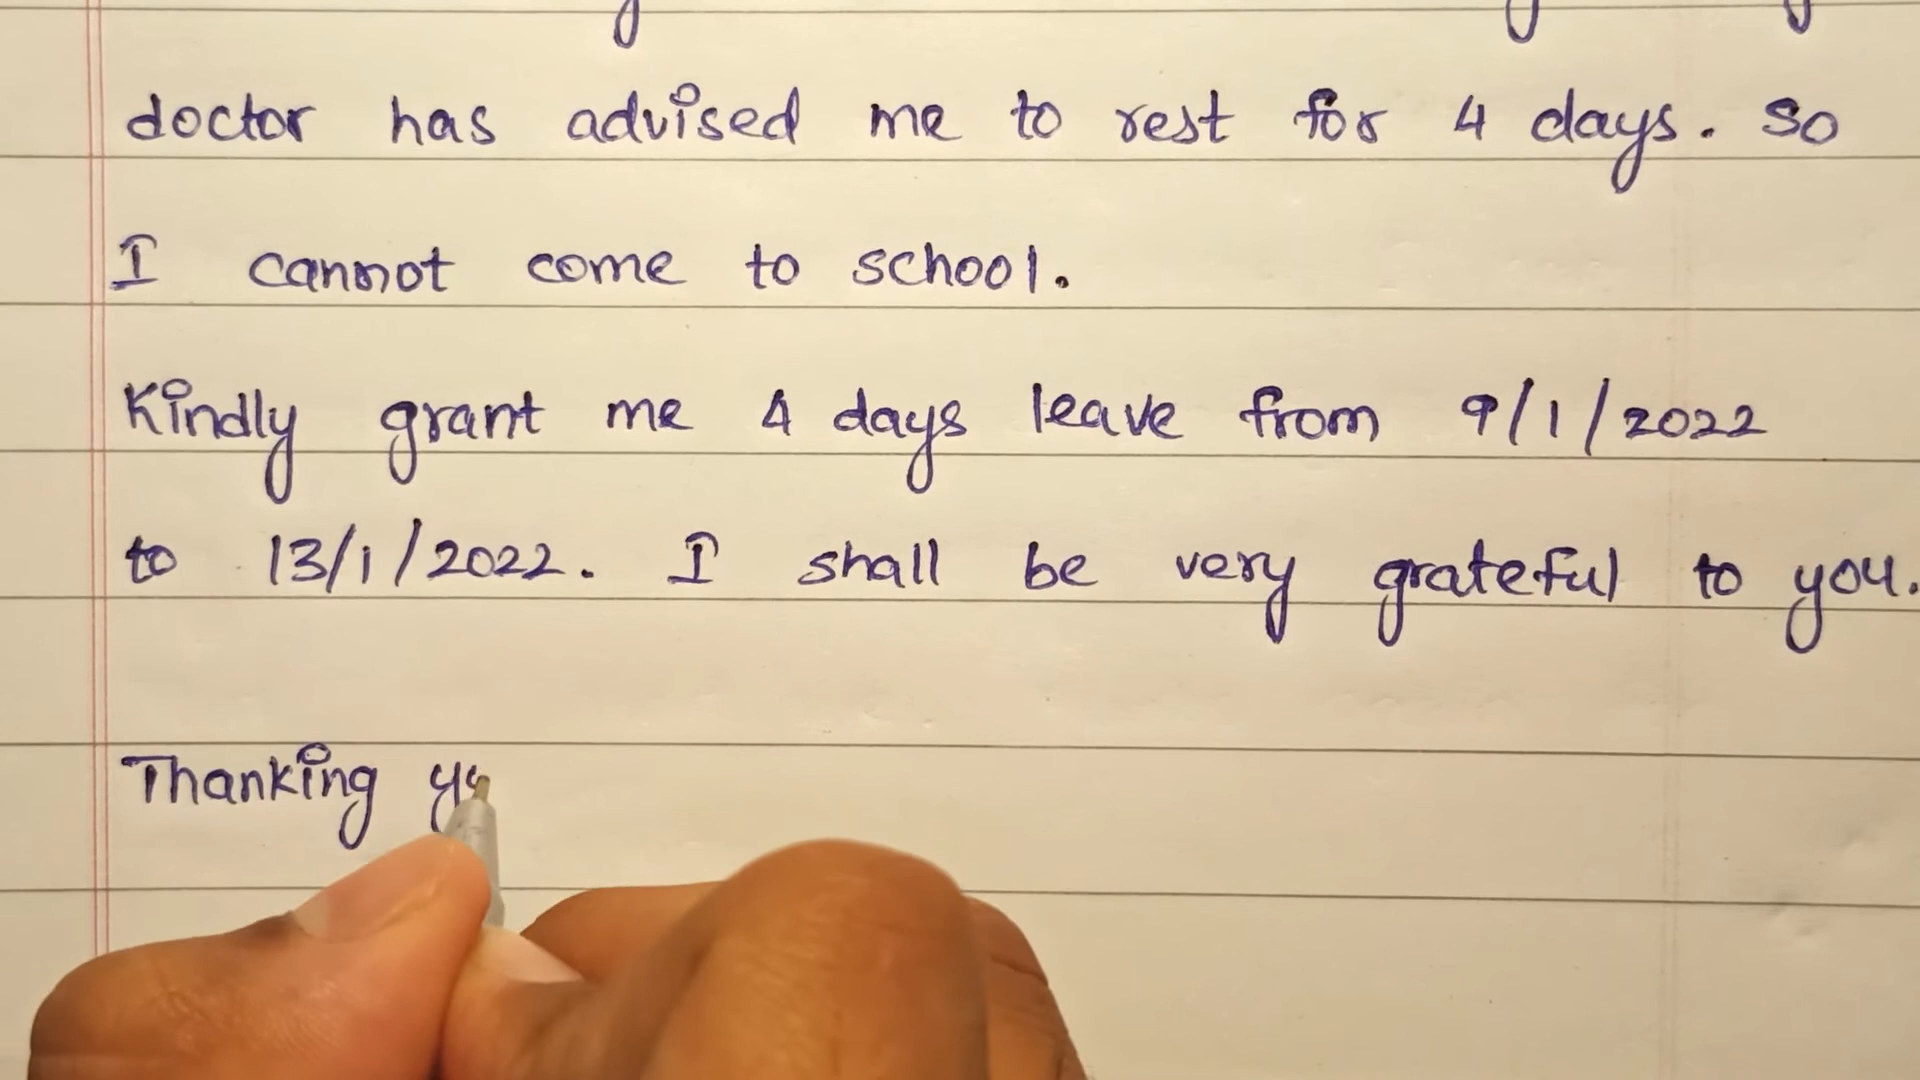 doctor has advised me to rest for 4 days. So
I cannot come to school.
Kindly grant me 4 days leave from 9/1/2022
to 13/1/2022. I shall be very grateful to you.
Thanking